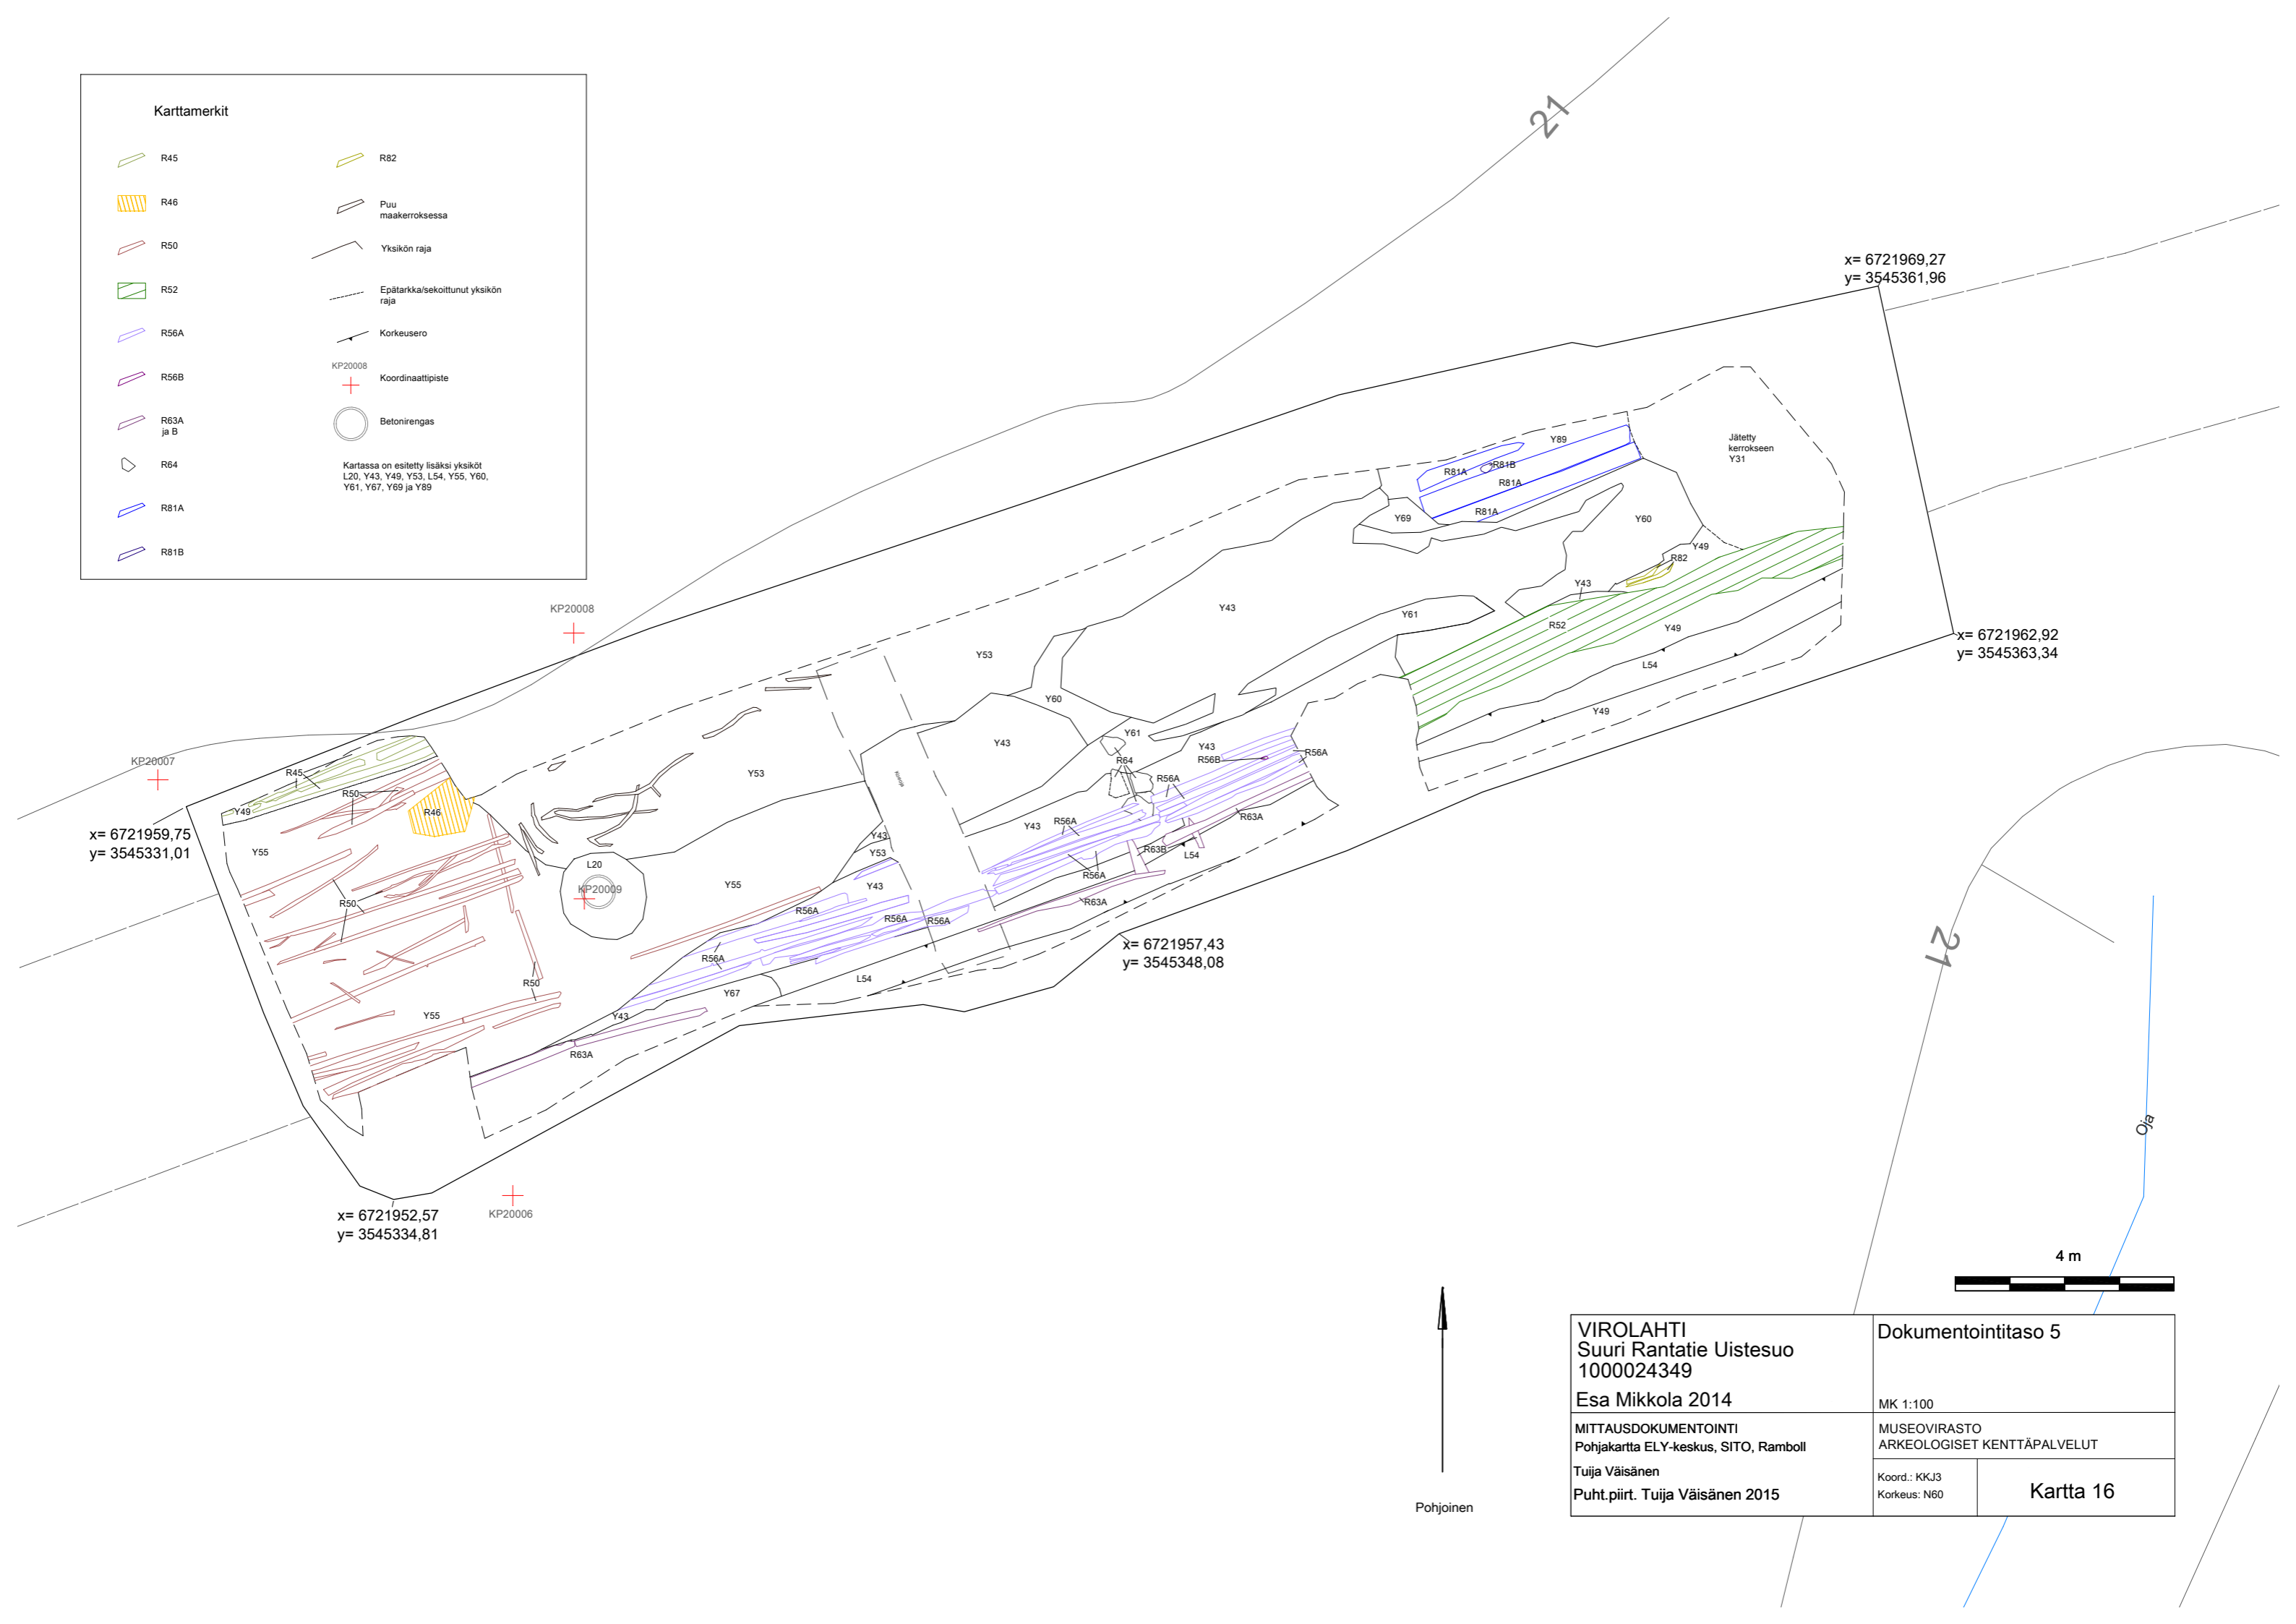 Karttamerkit
R45
R46
R50
R52
R56A
R56B
R63A
ja B
R64
R81A
R81B
R82
Puu
maakerroksessa
Yksikön raja
Epätarkka/sekoittunut yksikön
raja
Korkeusero
KP20008
Koordinaattipiste
Betonirengas
Kartassa on esitetty lisäksi yksiköt
L20, Y43, Y49, Y53, L54, Y55, Y60,
Y61, Y67, Y69 ja Y89
21
x= 6721969,27
y= 3545361,96
Y89
Jätetty
kerrokseen
Y31
R81A
R81B
R81A
R81A
Y69
Y60
Y49
R82
Y43
R52
Y49
L54
Y49
x= 6721962,92
y= 3545363,34
KP20008
Y43
Y61
Y53
Y60
Y43
Y61
Y43
R56B
R56A
R64
R56A
Y43
R56A
R63A
R63B
L54
R56A
R63A
x= 6721957,43
y= 3545348,08
KP20007
x= 6721959,75
y= 3545331,01
R45
Y49
R50
R46
Y55
R50
R50
Y55
Y53
L20
KP20009
Y43
Y53
Y43
Y55
R56A
R56A
R56A
R56A
L54
Y67
Y43
R63A
x= 6721952,57
y= 3545334,81
KP20006
21
Oja
4 m
Pohjoinen
VIROLAHTI
Suuri Rantatie Uistesuo
1000024349
Esa Mikkola 2014
Dokumentointitaso 5
MK 1:100
MITTAUSDOKUMENTOINTI
Pohjakartta ELY-keskus, SITO, Ramboll
Tuija Väisänen
Puht.piirt. Tuija Väisänen 2015
MUSEOVIRASTO
ARKEOLOGISET KENTTÄPALVELUT
Koord.: KKJ3
Korkeus: N60
Kartta 16